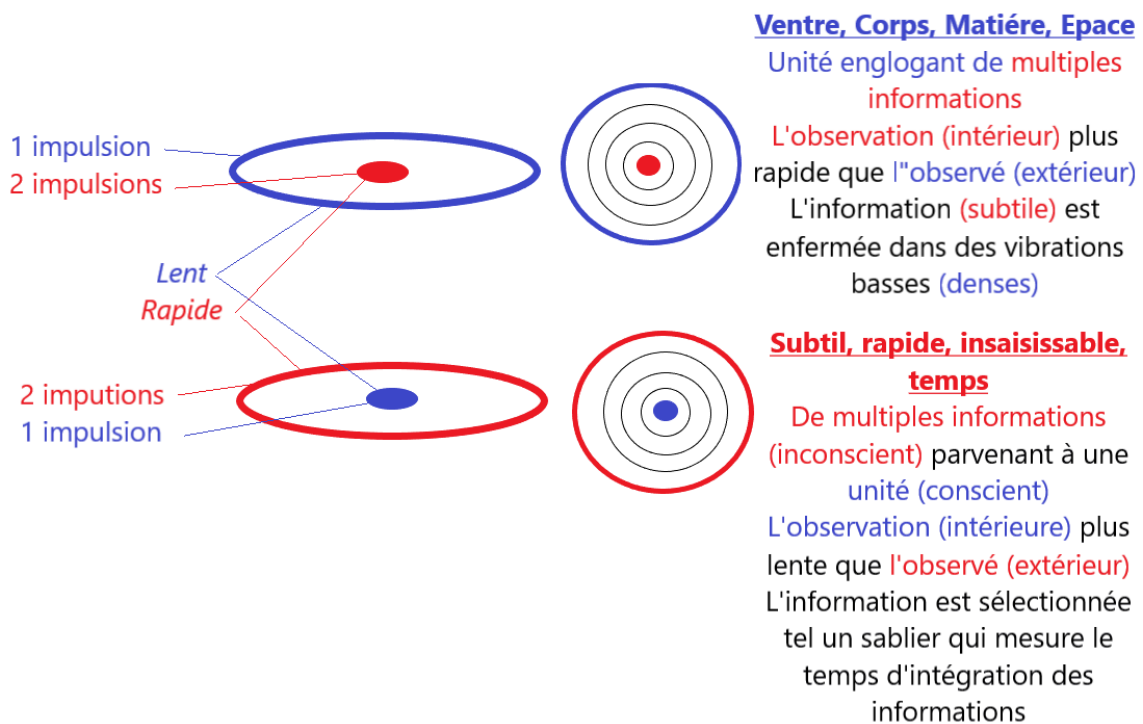 Ventre, Corps, Matiére, Epace
Unité englogant de multiples
informations
L'observation (intérieur) plus
rapide que l"observé (extérieur)
L'information (subtile) est
enfermée dans des vibrations
basses (denses)
1 impulsion
2 impulsions
Lent
Rapide
2 imputions
1 impulsion
Subtil, rapide, insaisissable,
temps
De multiples informations
(inconscient) parvenant à une
unité (conscient)
L'observation (intérieure) plus
lente que l'observé (extérieur)
L'information est sélectionnée
tel un sablier qui mesure le
temps d'intégration des
informations